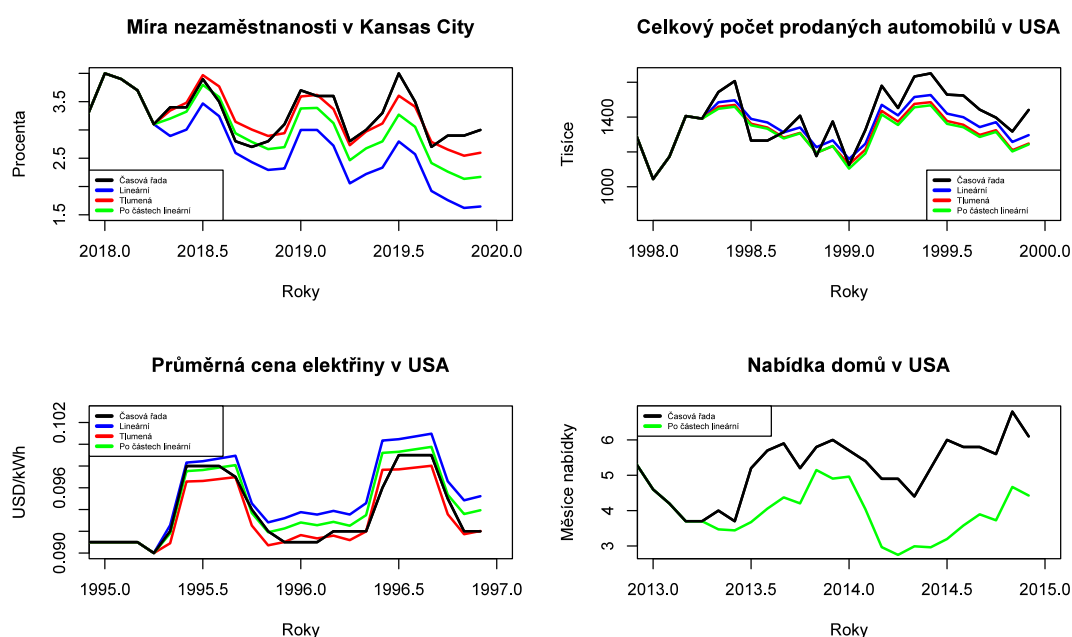 Míra nezaměstnanosti v Kansas City
Procenta
3.5
2.5
1.5
Časová řada
Lineární
Tlumená
Po částech lineární
2018.0 2018.5 2019.0 2019.5 2020.0
Roky
Celkový počet prodaných automobilů v USA
Tisíce
1400
1000
Časová řada
Lineární
Tlumená
Po částech lineární
1998.0 1998.5 1999.0 1999.5 2000.0
Roky
Průměrná cena elektřiny v USA
USD/kWh
0.102
0.096
0.090
Časová řada
Lineární
Tlumená
Po částech lineární
1995.0 1995.5 1996.0 1996.5 1997.0
Roky
Nabídka domů v USA
Měsíce nabídky
6
5
4
3
Časová řada
Po částech lineární
2013.0 2013.5 2014.0 2014.5 2015.0
Roky